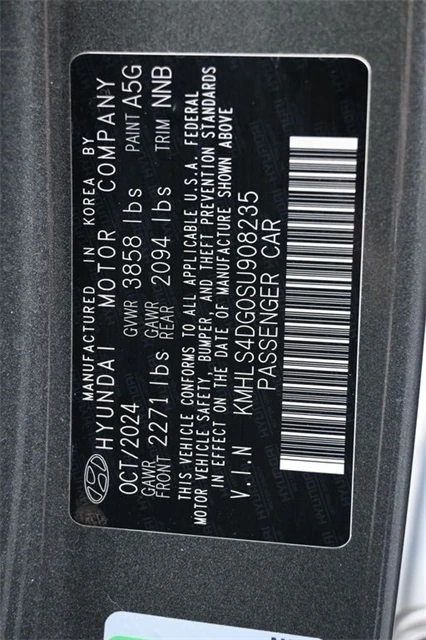 MANUFACTURED IN KOREA BY
HYUNDAI MOTOR COMPANY
OCT/2024 GVWR 3858 lbs PAINT A5G
GAWR FRONT 2271 lbs GAWR REAR 2094 lbs TRIM NNB
THIS VEHICLE CONFORMS TO ALL APPLICABLE U.S.A. FEDERAL
MOTOR VEHICLE SAFETY, BUMPER, AND THEFT PREVENTION STANDARDS
IN EFFECT ON THE DATE OF MANUFACTURE SHOWN ABOVE
V.I.N KMHLS4DG0SU908235
PASSENGER CAR